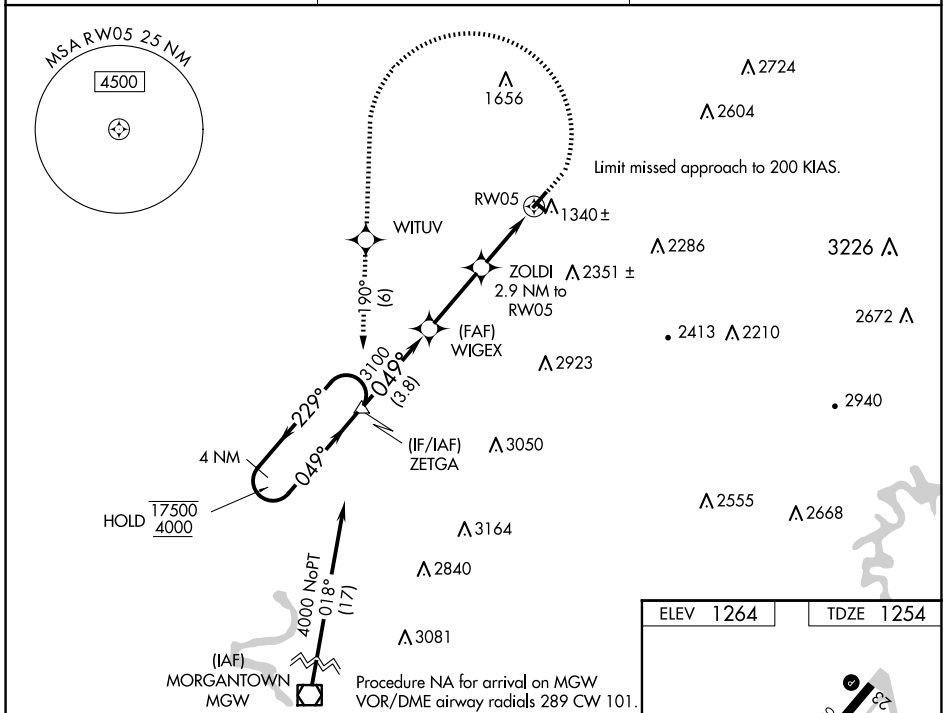 MSA RW05 25 NM
4500
1656
2724
2604
Limit missed approach to 200 KIAS.
RW05
1340 ±
WITUV
2286
3226
ZOLDI
2.9 NM to
RW05
2351 ±
190°
(6)
2672
(FAF)
WIGEX
2413
2210
3100
049°
(3.8)
2923
2940
229°
049°
4 NM
(IF/IAF)
ZETGA
3050
HOLD
17500
4000
2555
2668
3164
2840
4000 NoPT
018°
(17)
3081
ELEV 1264
TDZE 1254
(IAF)
MORGANTOWN
MGW
Procedure NA for arrival on MGW
VOR/DME airway radials 289 CW 101.
P
23